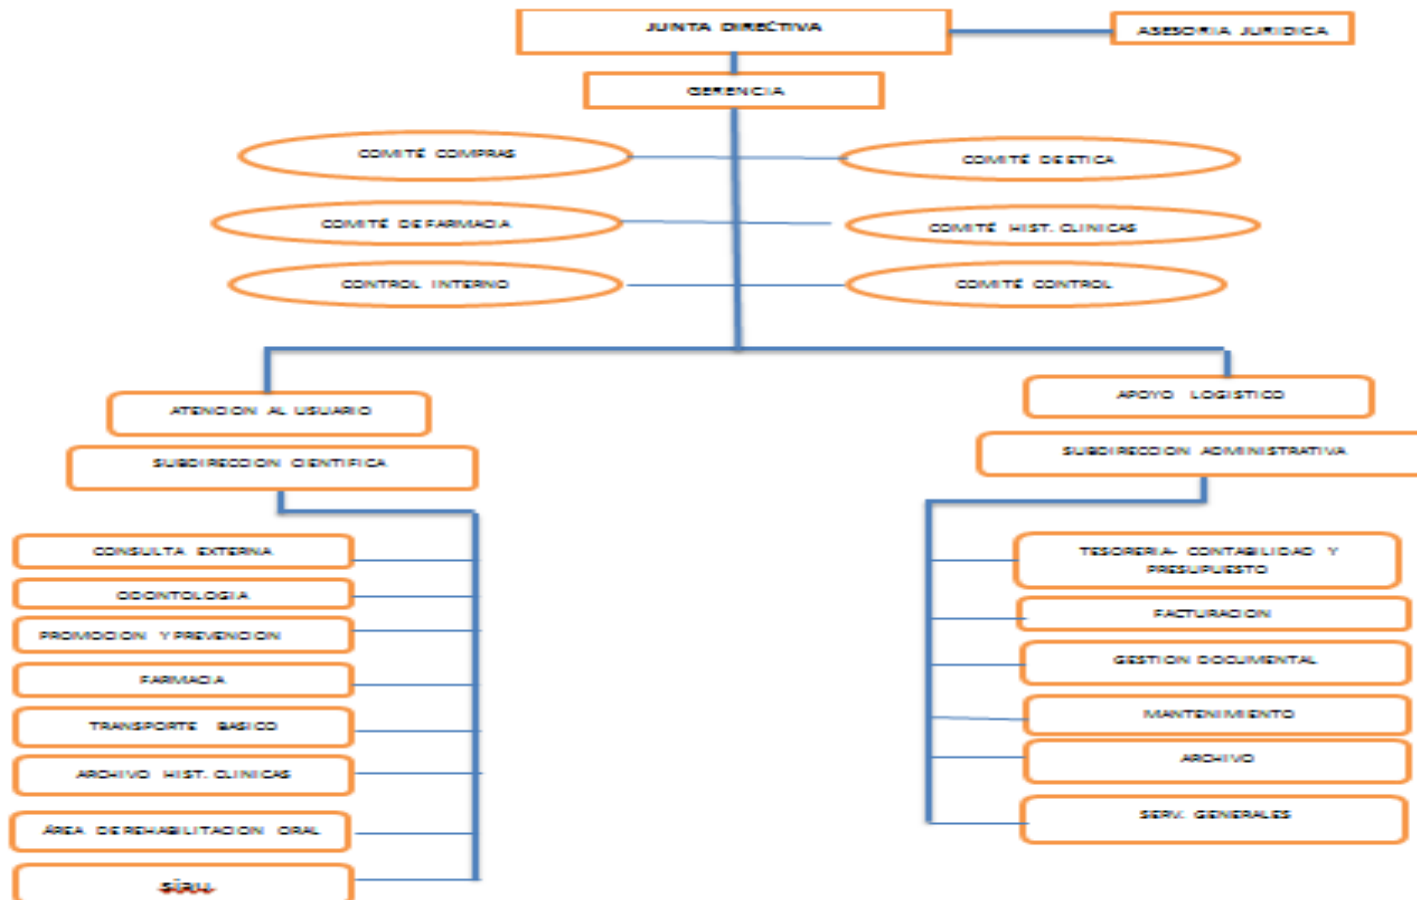 JUNTA DIRECTIVA
ASESORIA JURIDICA
GERENCIA
COMITÉ COMPRAS
COMITÉ DE ETICA
COMITÉ DE FARMACIA
COMITÉ HIST. CLINICAS
CONTROL INTERNO
COMITÉ CONTROL
ATENCION AL USUARIO
SUBDIRECCION CIENTIFICA
CONSULTA EXTERNA
ODONTOLOGIA
PROMOCION Y PREVENCION
FARMACIA
TRANSPORTE BASICO
ARCHIVO HIST. CLINICAS
ÁREA DE REHABILITACION ORAL
APOYO LOGISTICO
SUBDIRECCION ADMINISTRATIVA
TESORERIA- CONTABILIDAD Y
PRESUPUESTO
FACTURACION
GESTION DOCUMENTAL
MANTENIMIENTO
ARCHIVO
SERV. GENERALES